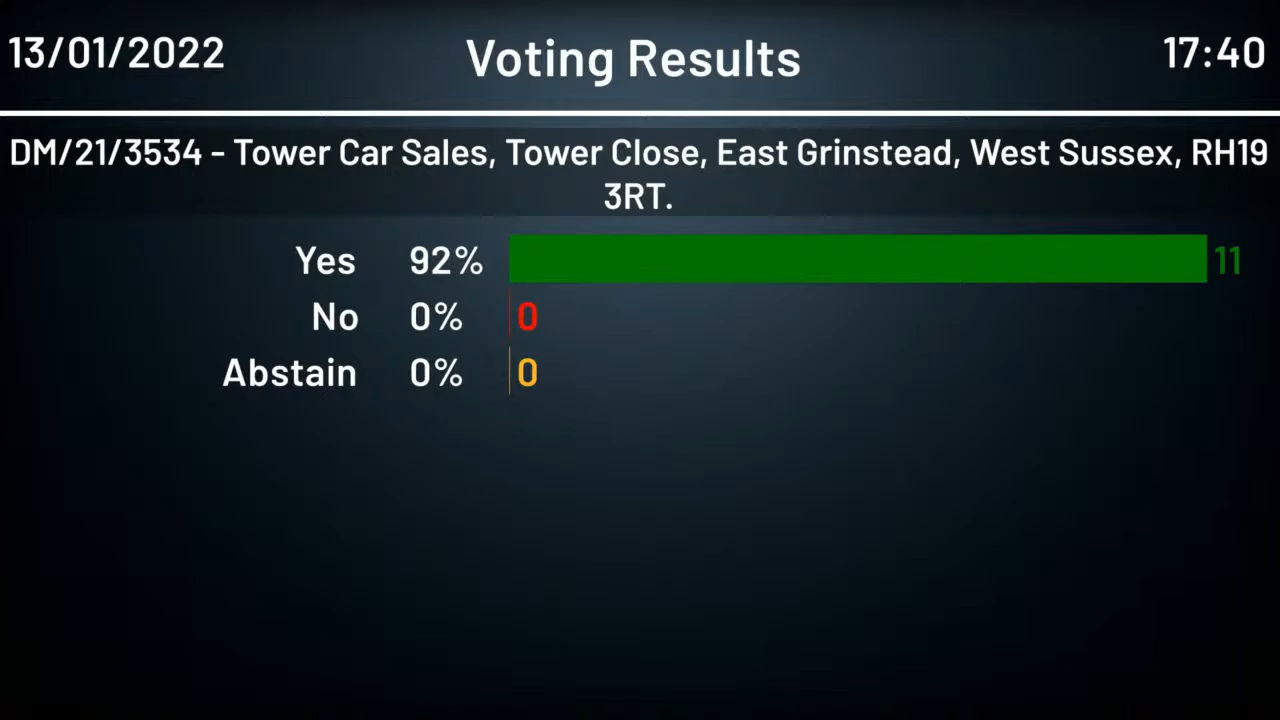 13/01/2022 Voting Results 17:40
DM/21/3534 - Tower Car Sales, Tower Close, East Grinstead, West Sussex, RH19
3RT.
Yes 92% 11
No 0% 0
Abstain 0% 0